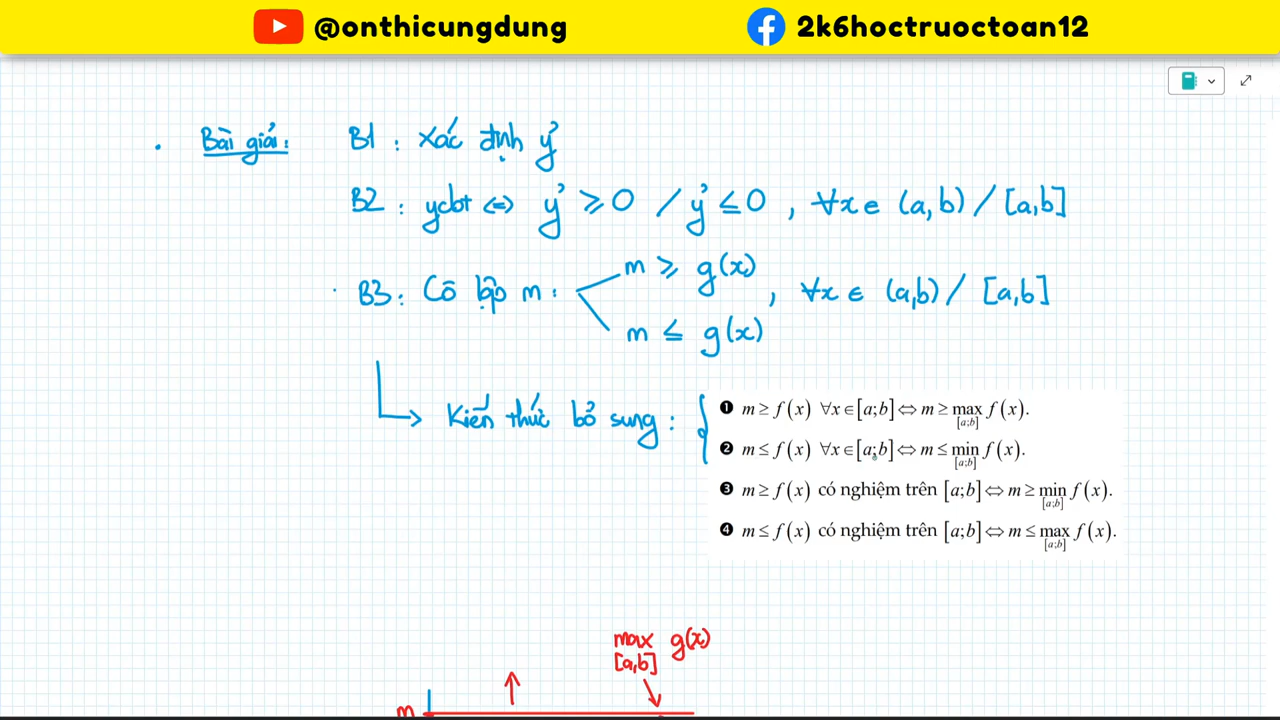 @onthicungdung 2k6hoctruoctoan12
Bài giải: B1 : Xác định y'
B2 : ycbt <=> y' ≥ 0 / y' ≤ 0 , ∀x ∈ (a,b) / [a,b]
m ≥ g(x)
B3 : Cô lập m : , ∀x ∈ (a,b) / [a,b]
m ≤ g(x)
Kiến thức bổ sung :
❶ m ≥ f(x) ∀x ∈ [a;b] ⇔ m ≥ max f(x).
[a;b]
❷ m ≤ f(x) ∀x ∈ [a;b] ⇔ m ≤ min f(x).
[a;b]
❸ m ≥ f(x) có nghiệm trên [a;b] ⇔ m ≥ min f(x).
[a;b]
❹ m ≤ f(x) có nghiệm trên [a;b] ⇔ m ≤ max f(x).
[a;b]
max g(x)
[a,b]
m